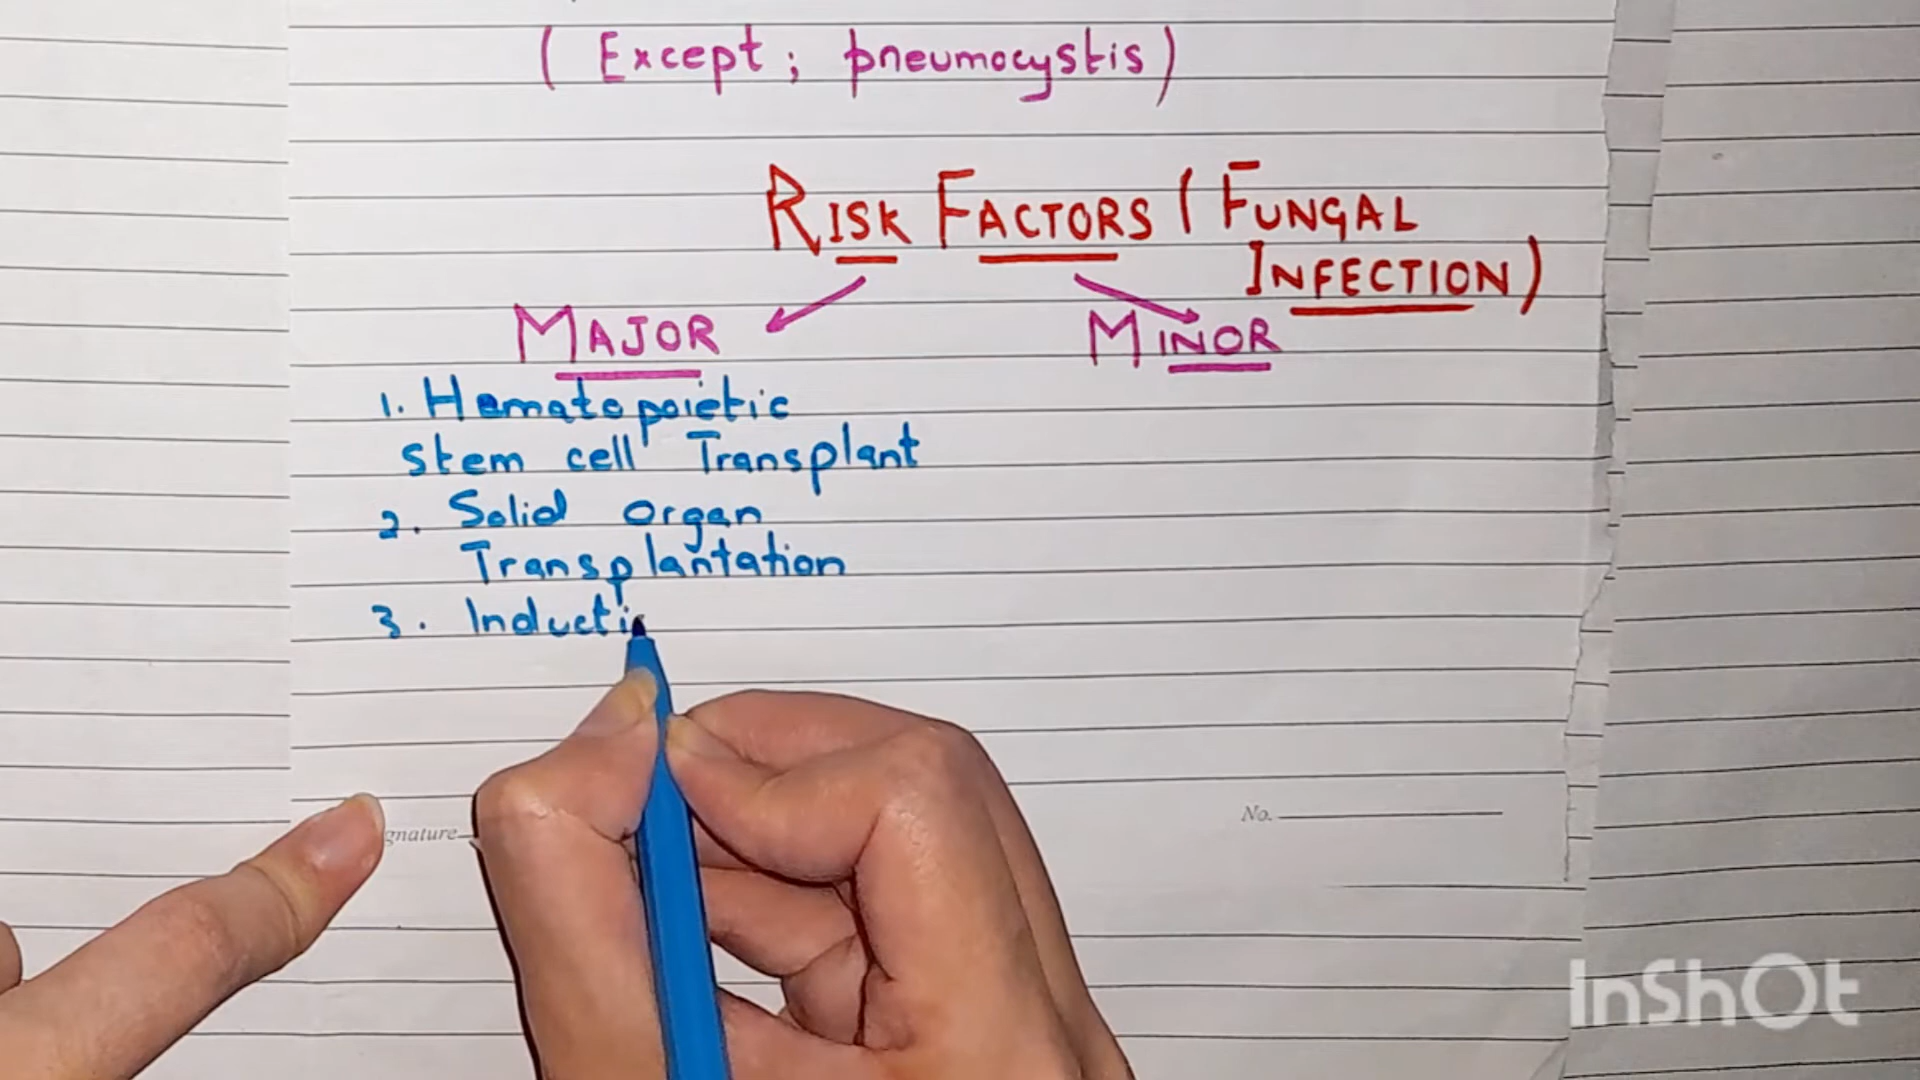 (Except; pneumocystis)
RISK FACTORS (FUNGAL
INFECTION)
MAJOR
MINOR
1. Hematopoietic
stem cell Transplant
2. Solid organ
Transplantation
3. Inducti
gnature
No.
InShOt